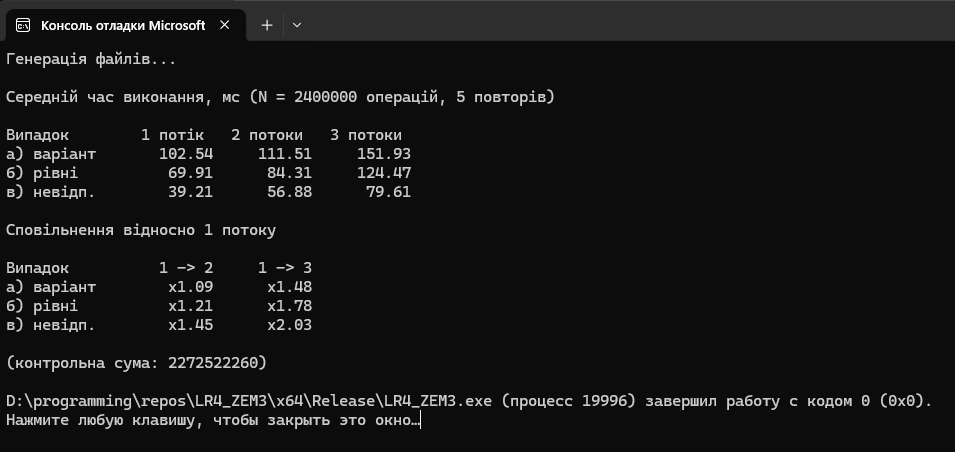 Консоль отладки Microsoft
Генерація файлів...
Середній час виконання, мс (N = 2400000 операцій, 5 повторів)
Випадок 1 потік 2 потоки 3 потоки
а) варіант 102.54 111.51 151.93
б) рівні 69.91 84.31 124.47
в) невідп. 39.21 56.88 79.61
Сповільнення відносно 1 потоку
Випадок 1 -> 2 1 -> 3
а) варіант x1.09 x1.48
б) рівні x1.21 x1.78
в) невідп. x1.45 x2.03
(контрольна сума: 2272522260)
D:\programming\repos\LR4_ZEM3\x64\Release\LR4_ZEM3.exe (процесс 19996) завершил работу с кодом 0 (0x0).
Нажмите любую клавишу, чтобы закрыть это окно…